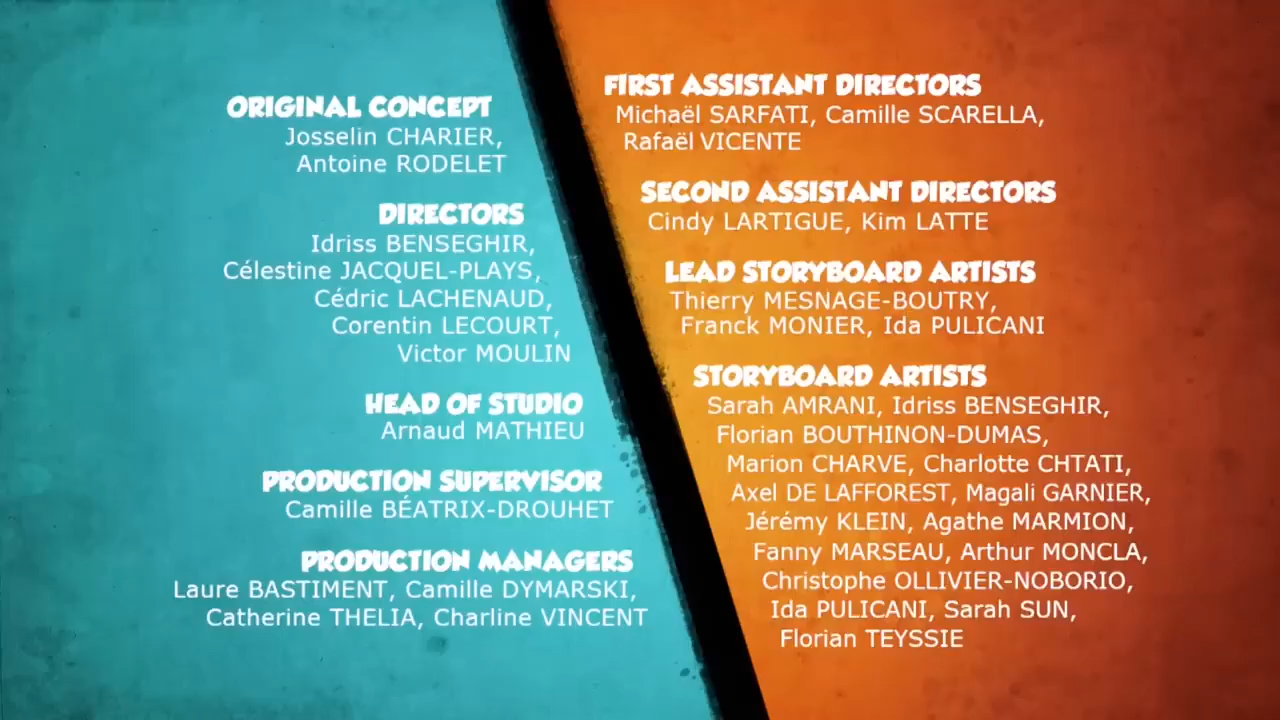 ORIGINAL CONCEPT
Josselin CHARIER,
Antoine RODELET
DIRECTORS
Idriss BENSEGHIR,
Célestine JACQUEL-PLAYS,
Cédric LACHENAUD,
Corentin LECOURT,
Victor MOULIN
HEAD OF STUDIO
Arnaud MATHIEU
PRODUCTION SUPERVISOR
Camille BÉATRIX-DROUHET
PRODUCTION MANAGERS
Laure BASTIMENT, Camille DYMARSKI,
Catherine THELIA, Charline VINCENT
FIRST ASSISTANT DIRECTORS
Michaël SARFATI, Camille SCARELLA,
Rafaël VICENTE
SECOND ASSISTANT DIRECTORS
Cindy LARTIGUE, Kim LATTE
LEAD STORYBOARD ARTISTS
Thierry MESNAGE-BOUTRY,
Franck MONIER, Ida PULICANI
STORYBOARD ARTISTS
Sarah AMRANI, Idriss BENSEGHIR,
Florian BOUTHINON-DUMAS,
Marion CHARVE, Charlotte CHTATI,
Axel DE LAFFOREST, Magali GARNIER,
Jérémy KLEIN, Agathe MARMION,
Fanny MARSEAU, Arthur MONCLA,
Christophe OLLIVIER-NOBORIO,
Ida PULICANI, Sarah SUN,
Florian TEYSSIE